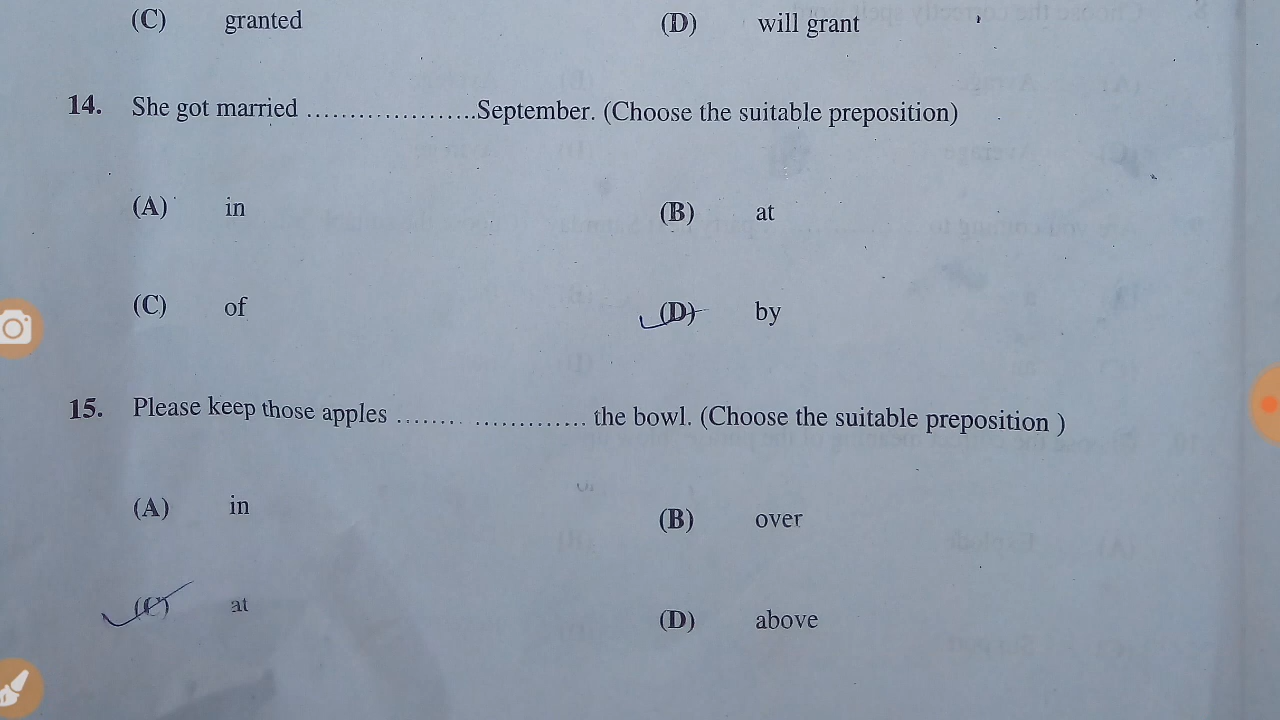 (C) granted (D) will grant
14. She got married ....................September. (Choose the suitable preposition)
(A) in (B) at
(C) of (D) by
15. Please keep those apples ........ ............. the bowl. (Choose the suitable preposition )
(A) in (B) over
(C) at (D) above